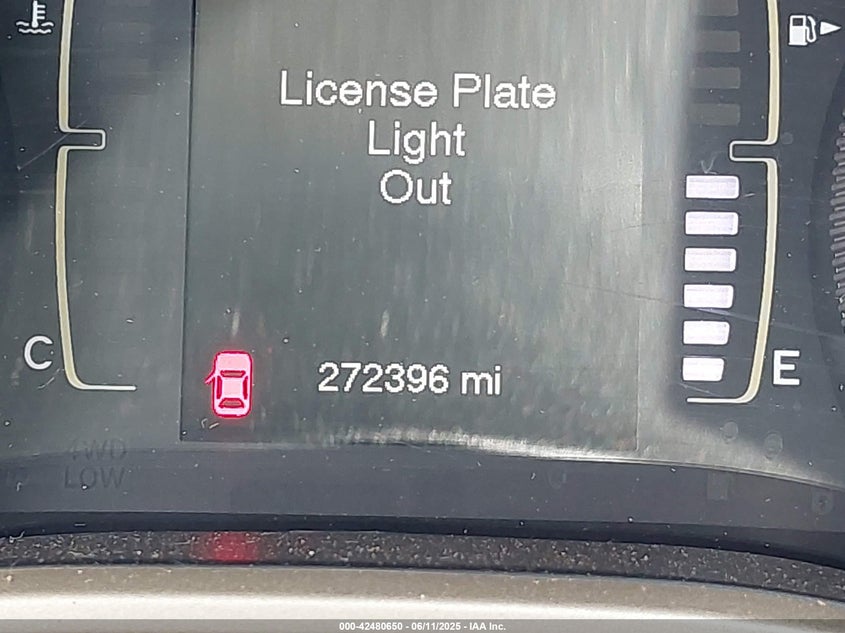 License Plate
Light
Out
C
272396 mi
E
4WD
LOW
000-42480650 - 06/11/2025 - IAA Inc.